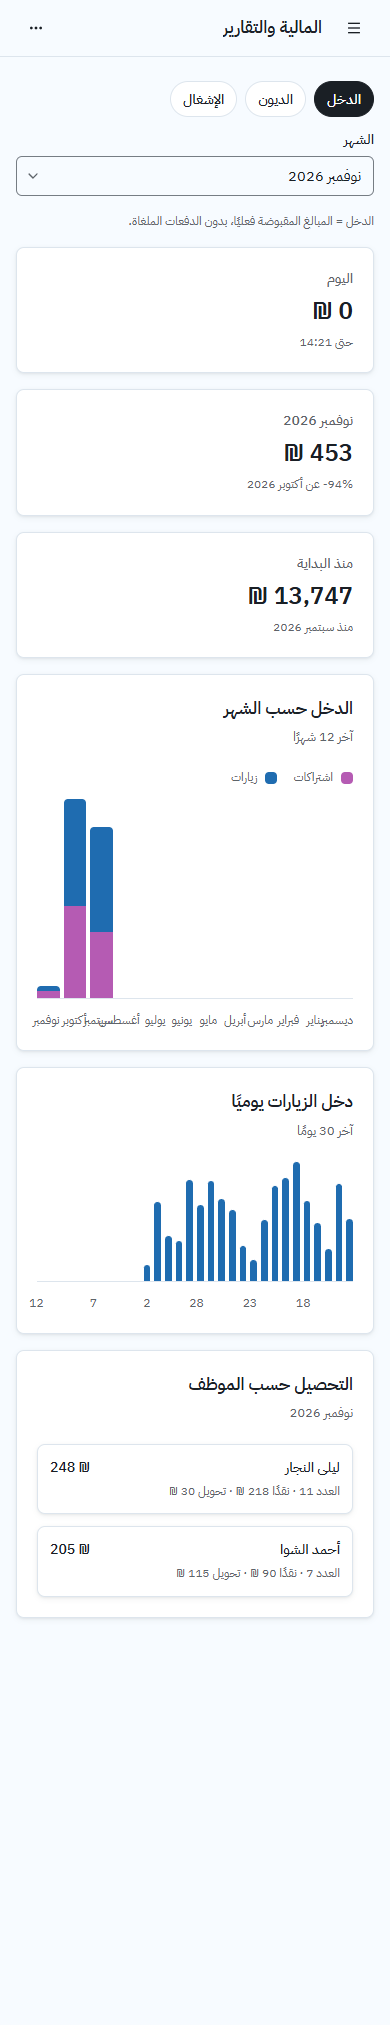 المالية والتقارير
الدخل
الديون
الإشغال
الشهر
نوفمبر 2026
الدخل = المبالغ المقبوضة فعليًا، بدون الدفعات الملغاة.
اليوم
0 ₪
حتى 14:21
نوفمبر 2026
453 ₪
-94% عن أكتوبر 2026
منذ البداية
13,747 ₪
منذ سبتمبر 2026
الدخل حسب الشهر
آخر 12 شهرًا
اشتراكات
زيارات
ديسمبر يناير فبراير مارس أبريل مايو يونيو يوليو أغسطس سبتمبر أكتوبر نوفمبر
دخل الزيارات يوميًا
آخر 30 يومًا
18 23 28 2 7 12
التحصيل حسب الموظف
نوفمبر 2026
ليلى النجار 248 ₪
العدد 11 · نقدًا 218 ₪ · تحويل 30 ₪
أحمد الشوا 205 ₪
العدد 7 · نقدًا 90 ₪ · تحويل 115 ₪